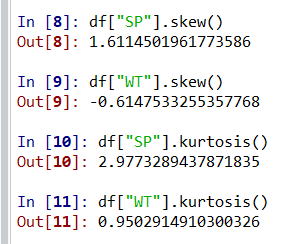 In [8]: df["SP"].skew()
Out[8]: 1.6114501961773586
In [9]: df["WT"].skew()
Out[9]: -0.6147533255357768
In [10]: df["SP"].kurtosis()
Out[10]: 2.9773289437871835
In [11]: df["WT"].kurtosis()
Out[11]: 0.9502914910300326